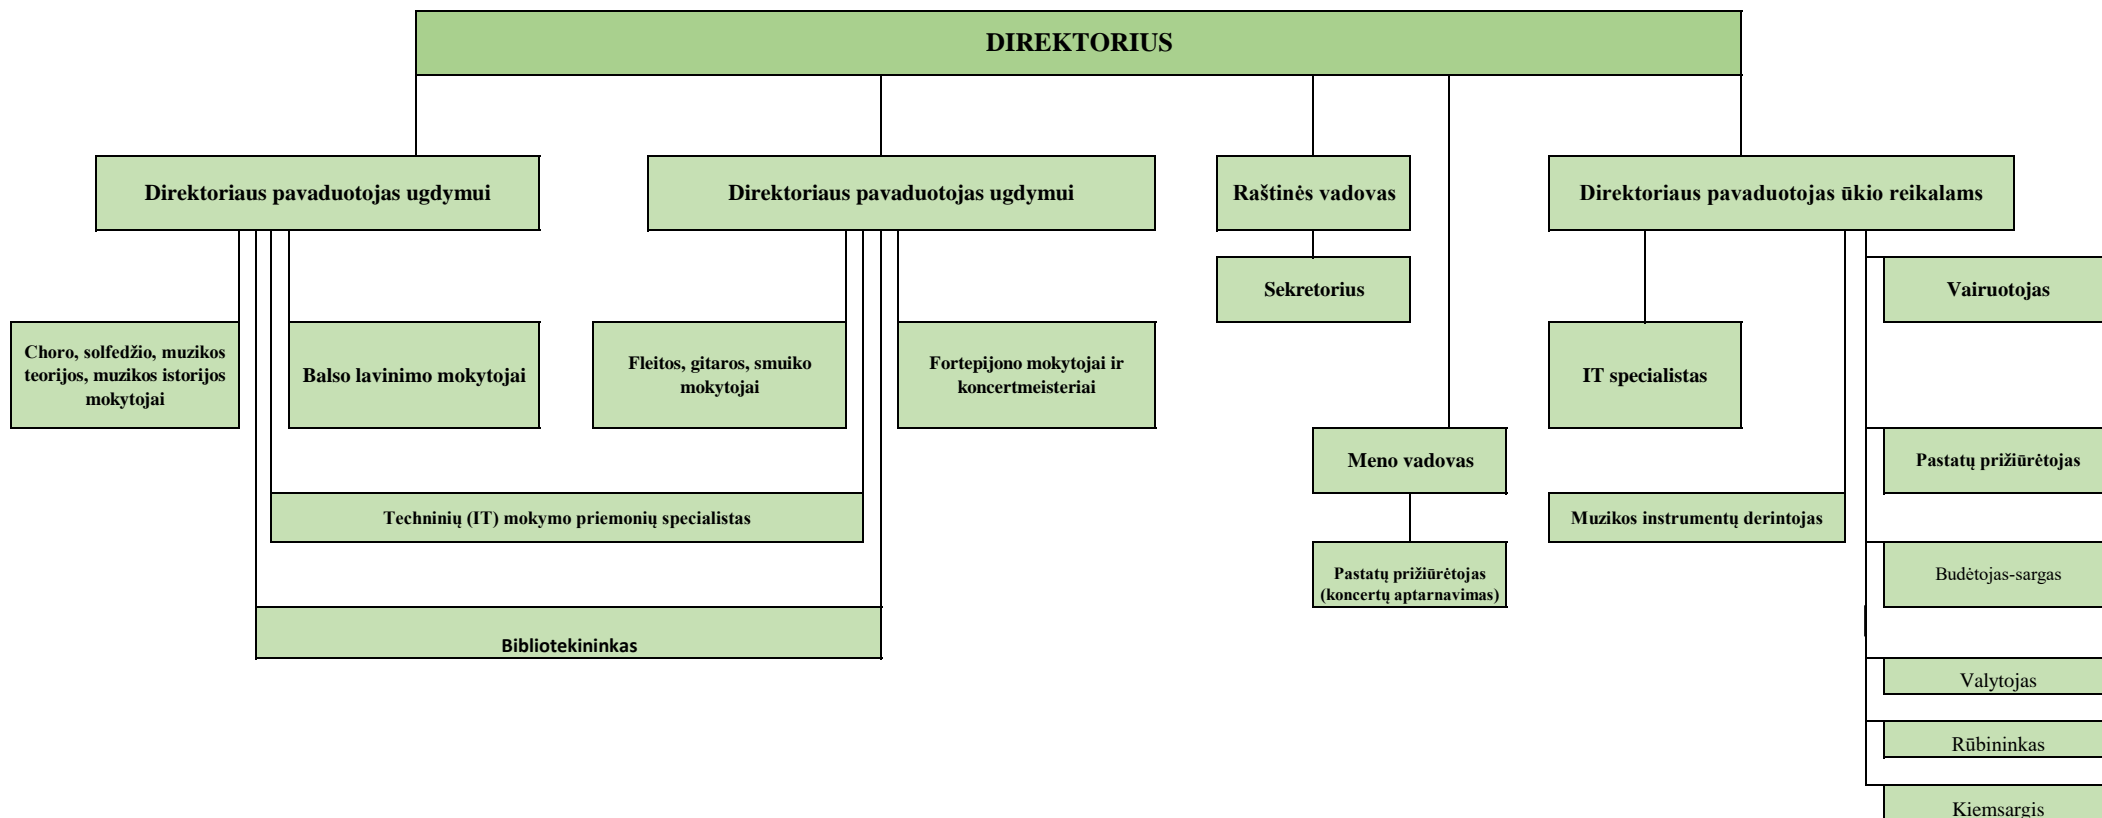 DIREKTORIUS
Direktoriaus pavaduotojas ugdymui
Direktoriaus pavaduotojas ugdymui
Raštinės vadovas
Direktoriaus pavaduotojas ūkio reikalams
Sekretorius
Vairuotojas
Choro, solfedžio, muzikos
teorijos, muzikos istorijos
mokytojai
Balso lavinimo mokytojai
Fleitos, gitaros, smuiko
mokytojai
Fortepijono mokytojai ir
koncertmeisteriai
IT specialistas
Meno vadovas
Pastatų prižiūrėtojas
Techninių (IT) mokymo priemonių specialistas
Muzikos instrumentų derintojas
Pastatų prižiūrėtojas
(koncertų aptarnavimas)
Budėtojas-sargas
Bibliotekininkas
Valytojas
Rūbininkas
Kiemsargis